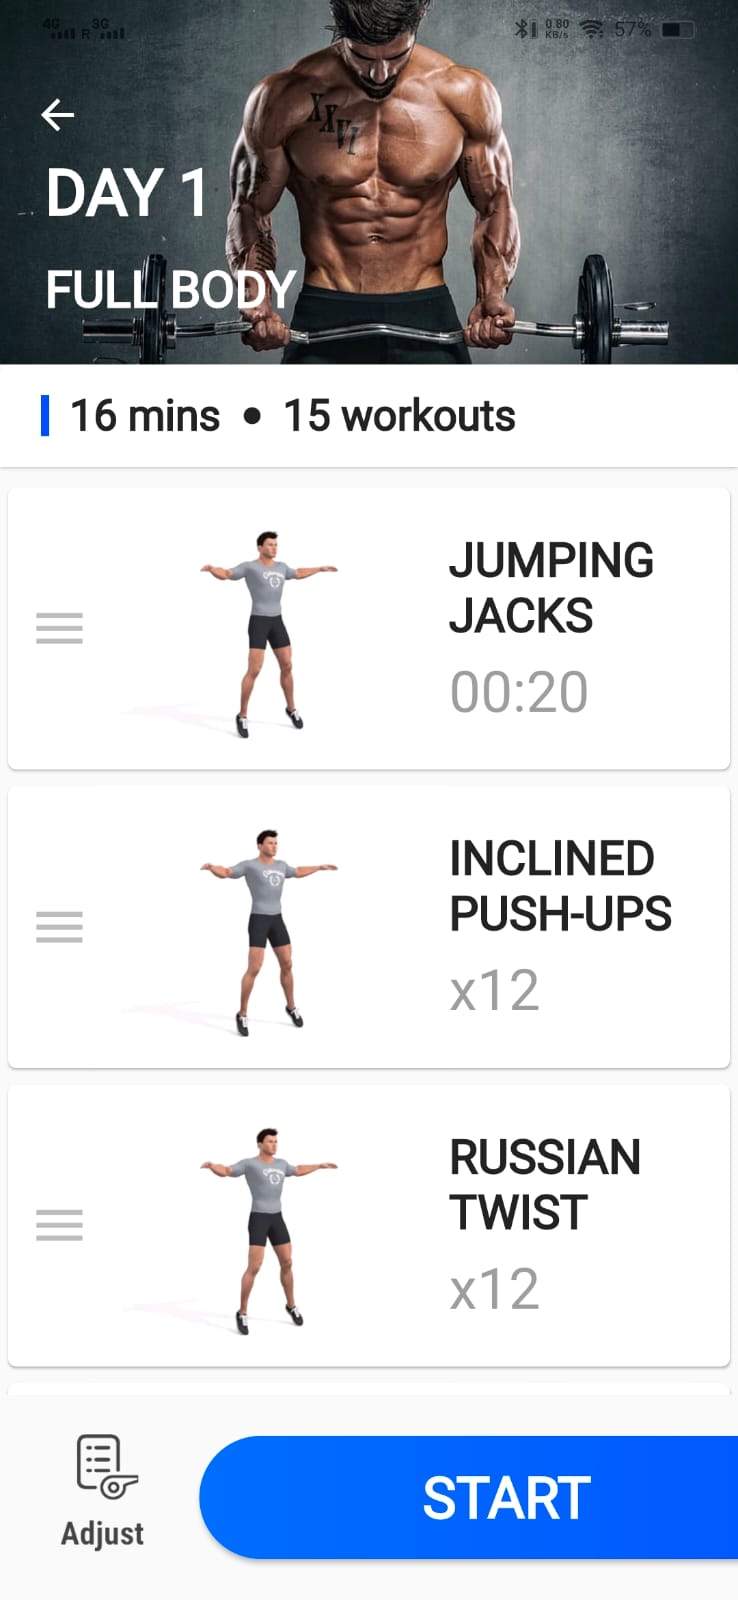 4G 3G
R
0.80
KB/s
57%
XXVI
DAY 1
FULL BODY
16 mins • 15 workouts
JUMPING
JACKS
00:20
INCLINED
PUSH-UPS
x12
RUSSIAN
TWIST
x12
Adjust
START